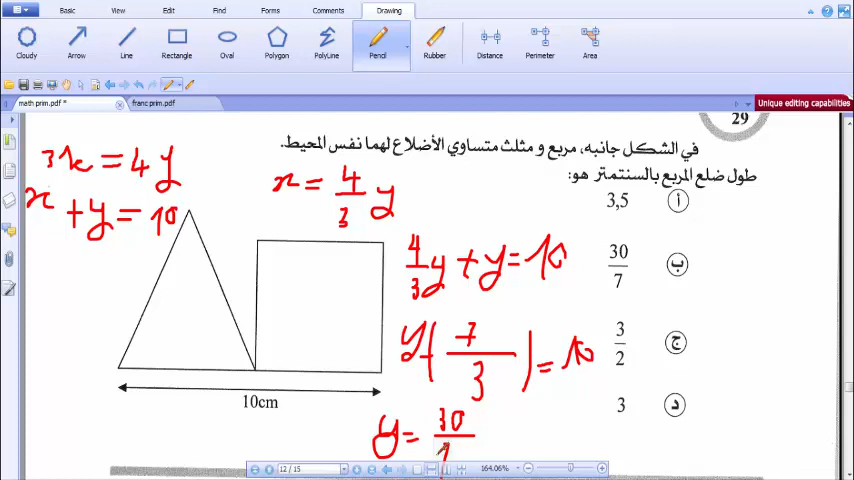 Basic Insert View Find Comments Drawing
Cloudy Arrow Line Rectangle Oval Polygon PolyLine Pencil Rubber Distance Perimeter Area
math prim.pdf * franc prim.pdf Unique editing capabilities
29
في الشكل جانبه، مربع و مثلث متساوي الأضلاع لهما نفس المحيط.
طول ضلع المربع بالسنتمتر هو:
أ 3,5
ب 30/7
ج 3/2
د 3
3x = 4y
x + y = 10
x = 4/3 y
4/3 y + y = 10
y(7/3) = 10
y = 30/
10cm
12 / 15 164.06%